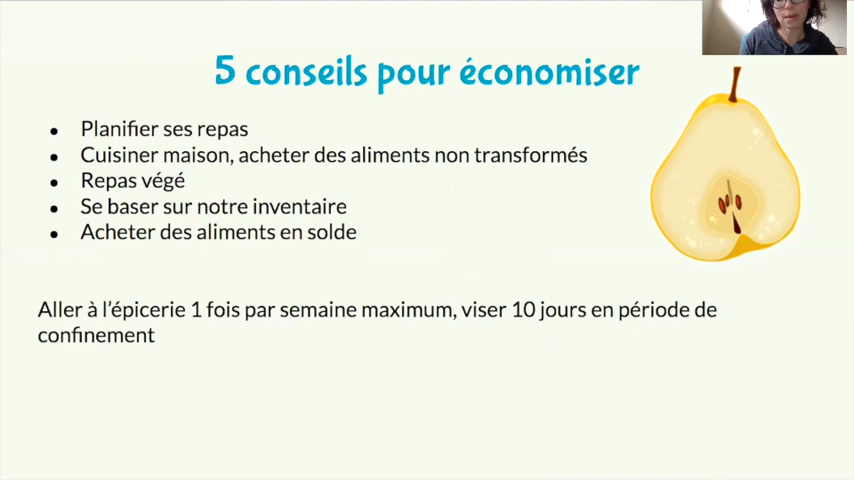 5 conseils pour économiser
• Planifier ses repas
• Cuisiner maison, acheter des aliments non transformés
• Repas végé
• Se baser sur notre inventaire
• Acheter des aliments en solde
Aller à l'épicerie 1 fois par semaine maximum, viser 10 jours en période de
confinement